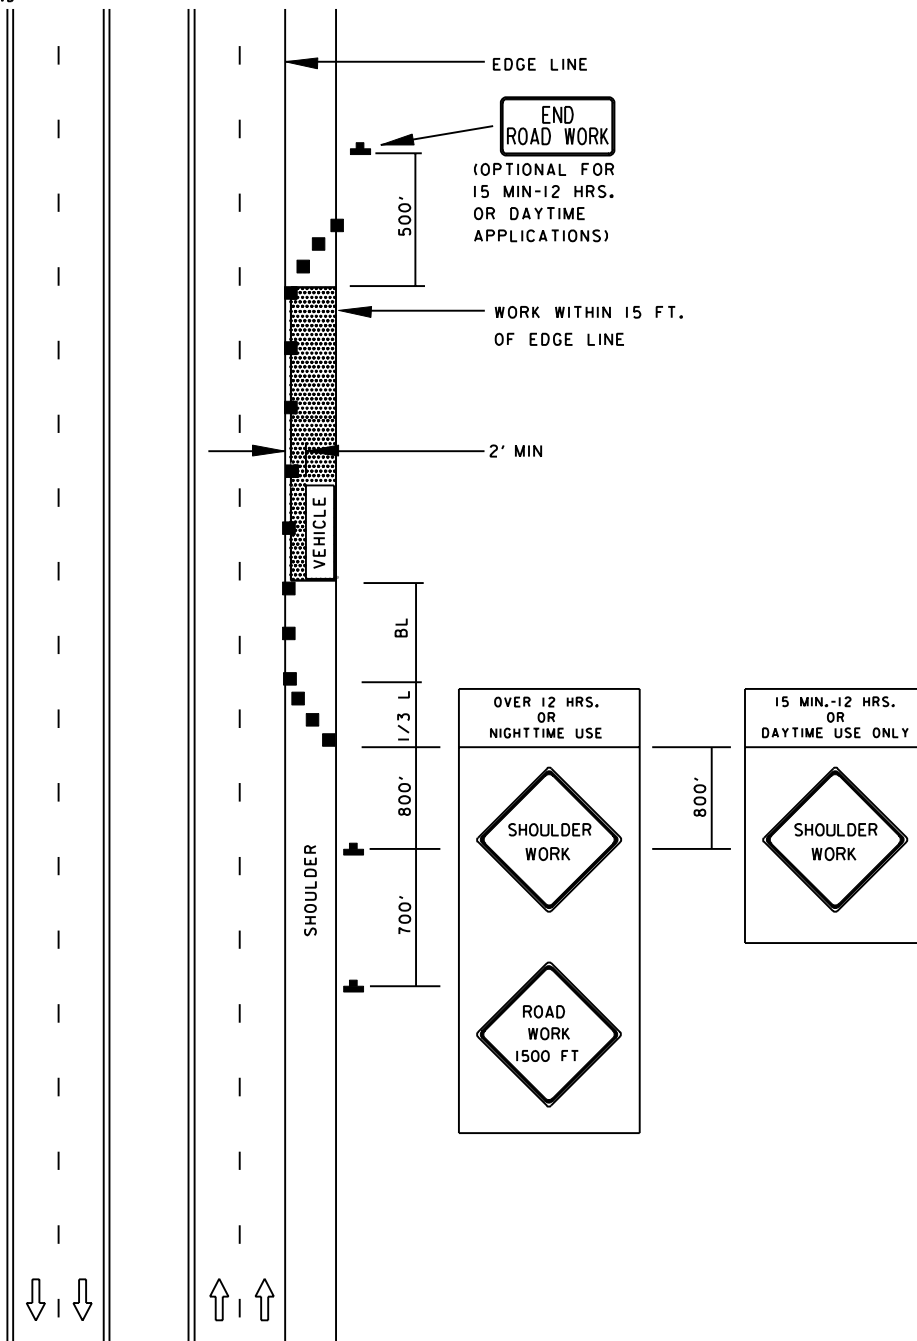 EDGE LINE
END
ROAD WORK
(OPTIONAL FOR
15 MIN-12 HRS.
OR DAYTIME
APPLICATIONS)
500'
WORK WITHIN 15 FT.
OF EDGE LINE
2' MIN
VEHICLE
BL
1/3 L
800'
700'
SHOULDER
OVER 12 HRS.
OR
NIGHTTIME USE
SHOULDER
WORK
ROAD
WORK
1500 FT
800'
15 MIN.-12 HRS.
OR
DAYTIME USE ONLY
SHOULDER
WORK